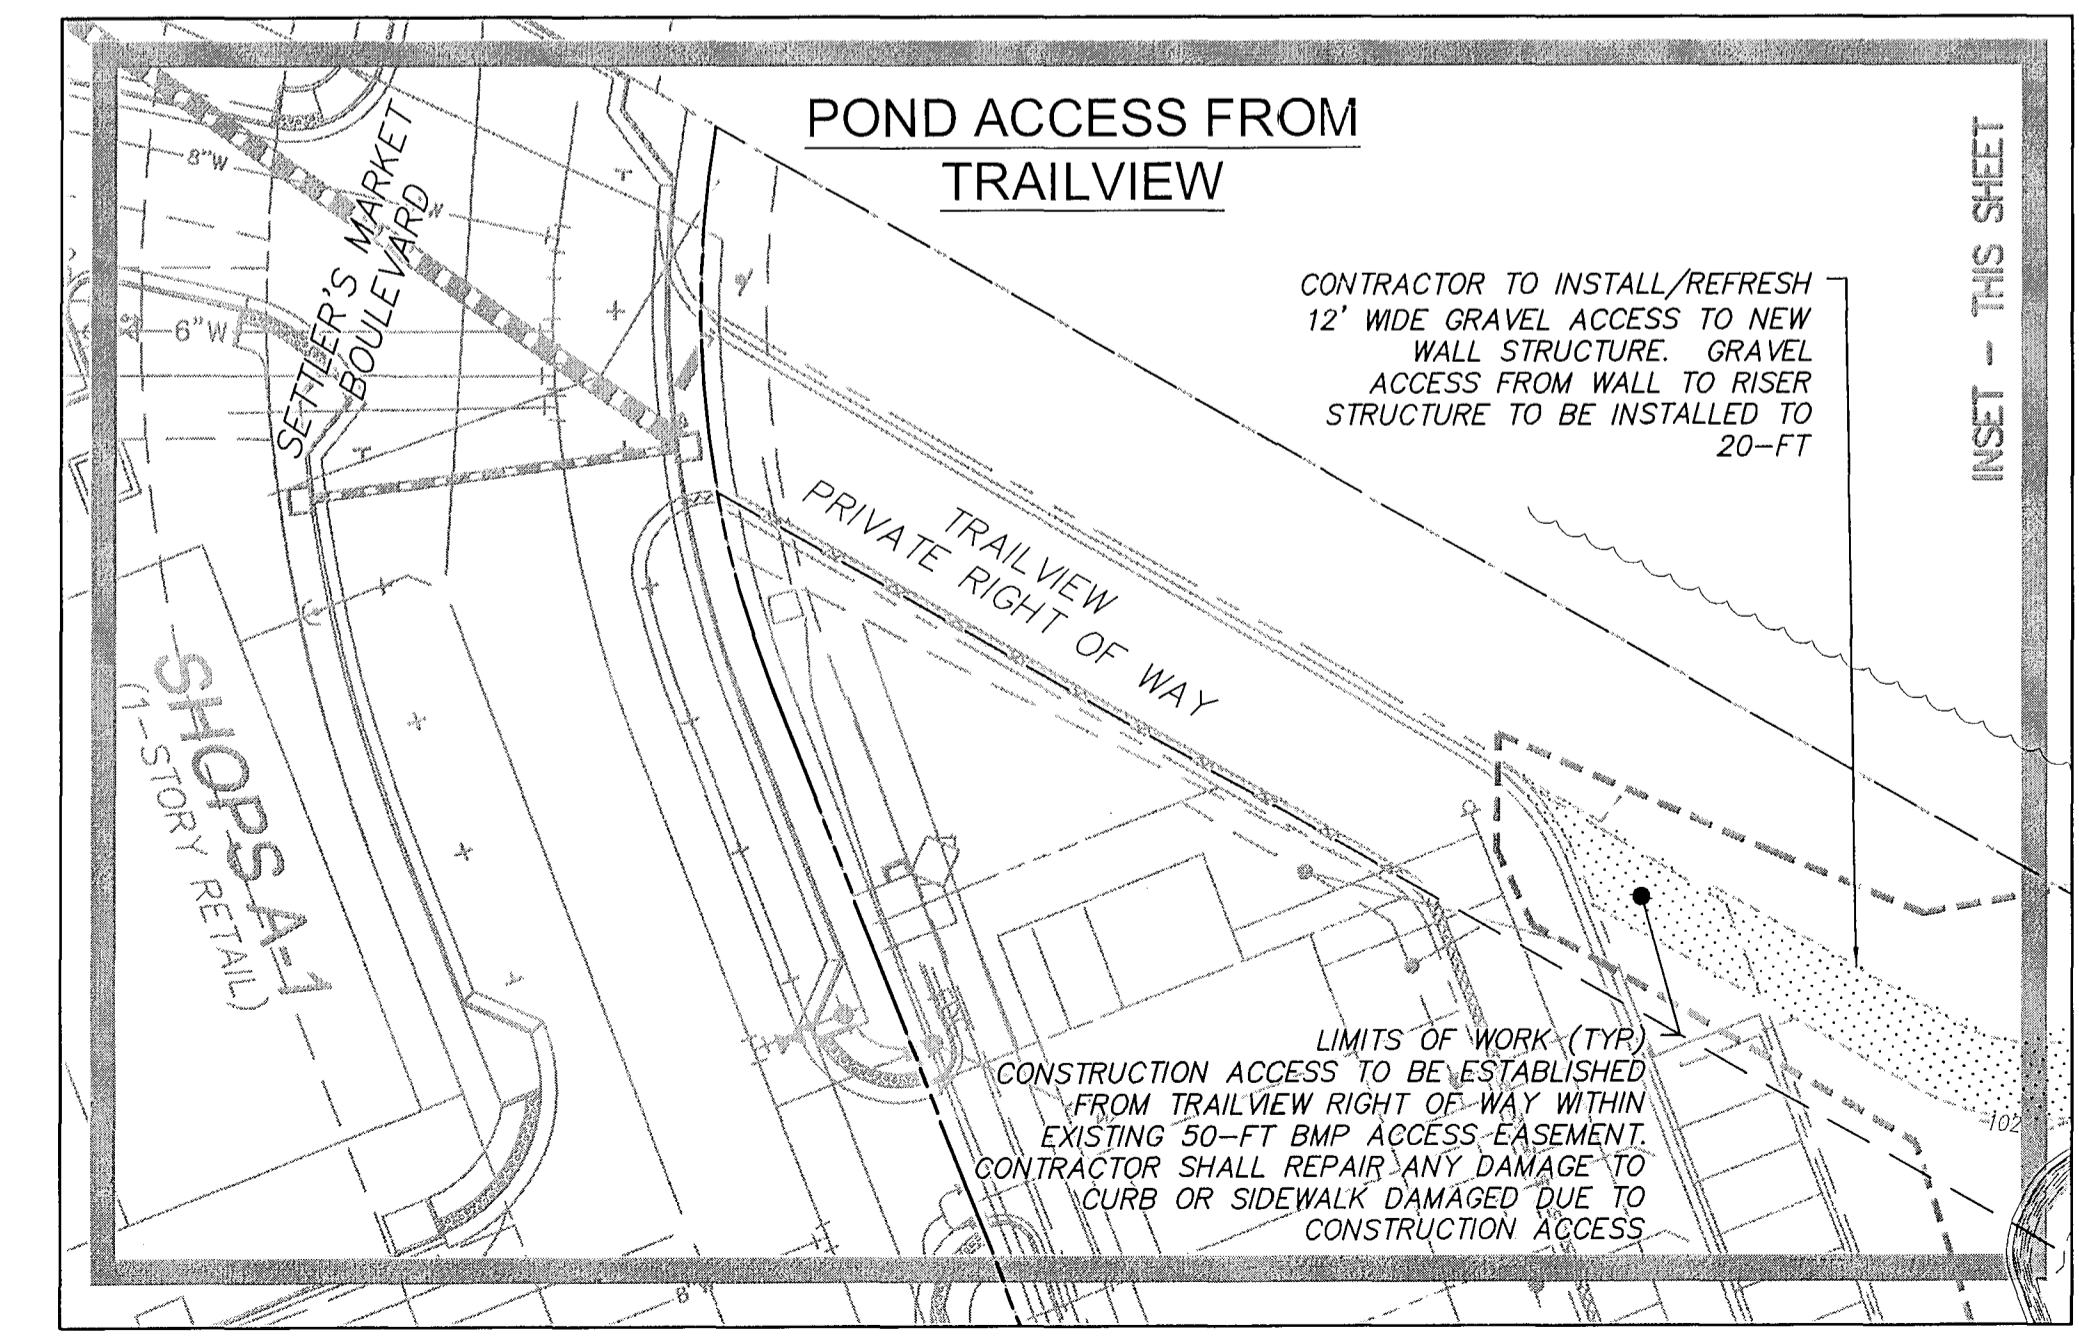 POND ACCESS FROM
TRAILVIEW
INSET - THIS SHEET
CONTRACTOR TO INSTALL/REFRESH
12' WIDE GRAVEL ACCESS TO NEW
WALL STRUCTURE. GRAVEL
ACCESS FROM WALL TO RISER
STRUCTURE TO BE INSTALLED TO
20-FT
8"W
W
SETTLER'S MARKET
BOULEVARD
6"W
TRAILVIEW
PRIVATE RIGHT OF WAY
SHOPS A-1
(1-STORY RETAIL)
LIMITS OF WORK (TYP)
CONSTRUCTION ACCESS TO BE ESTABLISHED
FROM TRAILVIEW RIGHT OF WAY WITHIN
EXISTING 50-FT BMP ACCESS EASEMENT.
CONTRACTOR SHALL REPAIR ANY DAMAGE TO
CURB OR SIDEWALK DAMAGED DUE TO
CONSTRUCTION ACCESS
102